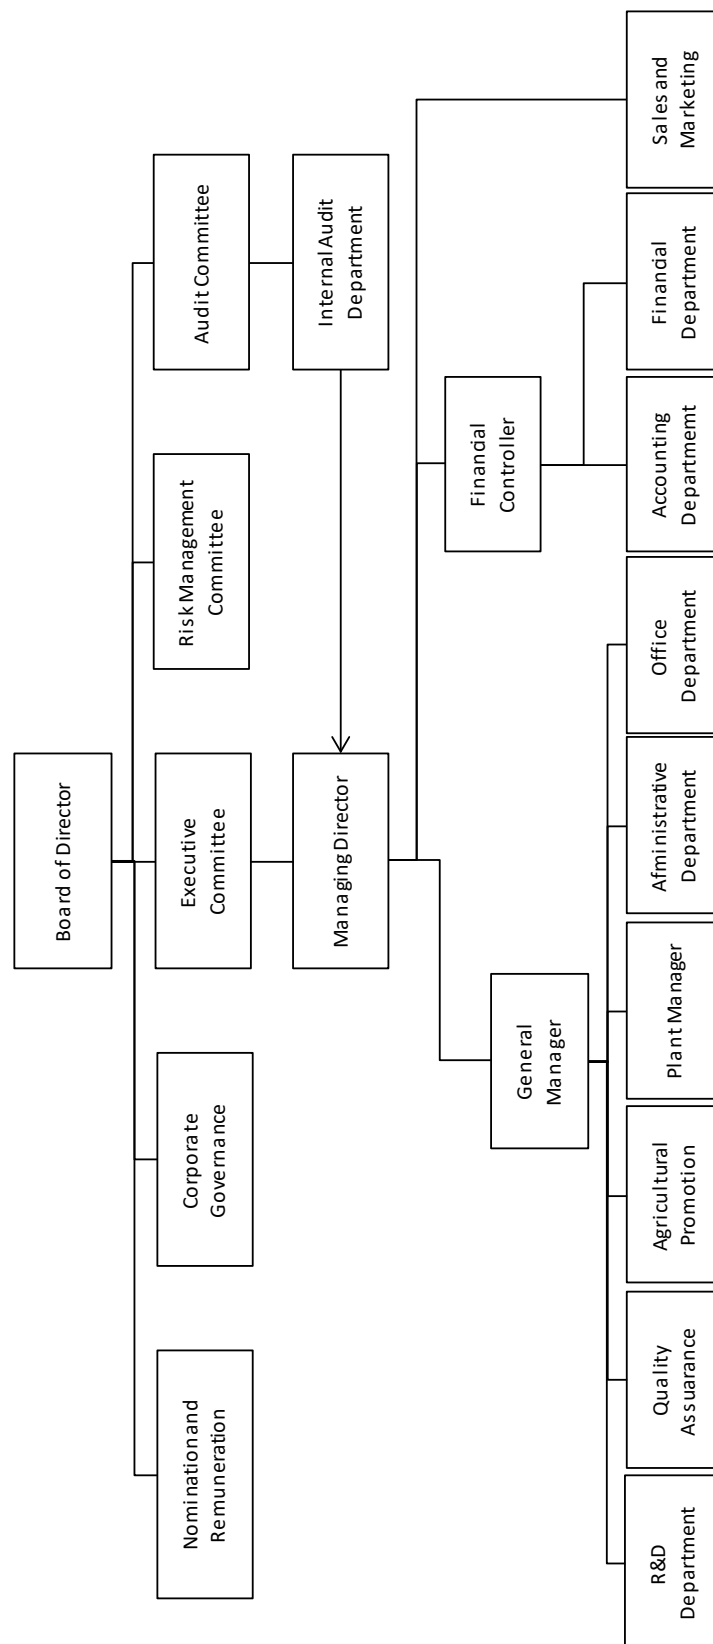 Board of Director
Nomination and
Remuneration
Corporate
Governance
Executive
Committee
Risk Management
Committee
Audit Committee
Managing Director
Internal Audit
Department
General
Manager
Financial
Controller
R&D
Department
Quality
Assuarance
Agricultural
Promotion
Plant Manager
Afministrative
Department
Office
Department
Accounting
Departmemt
Financial
Department
Sales and
Marketing